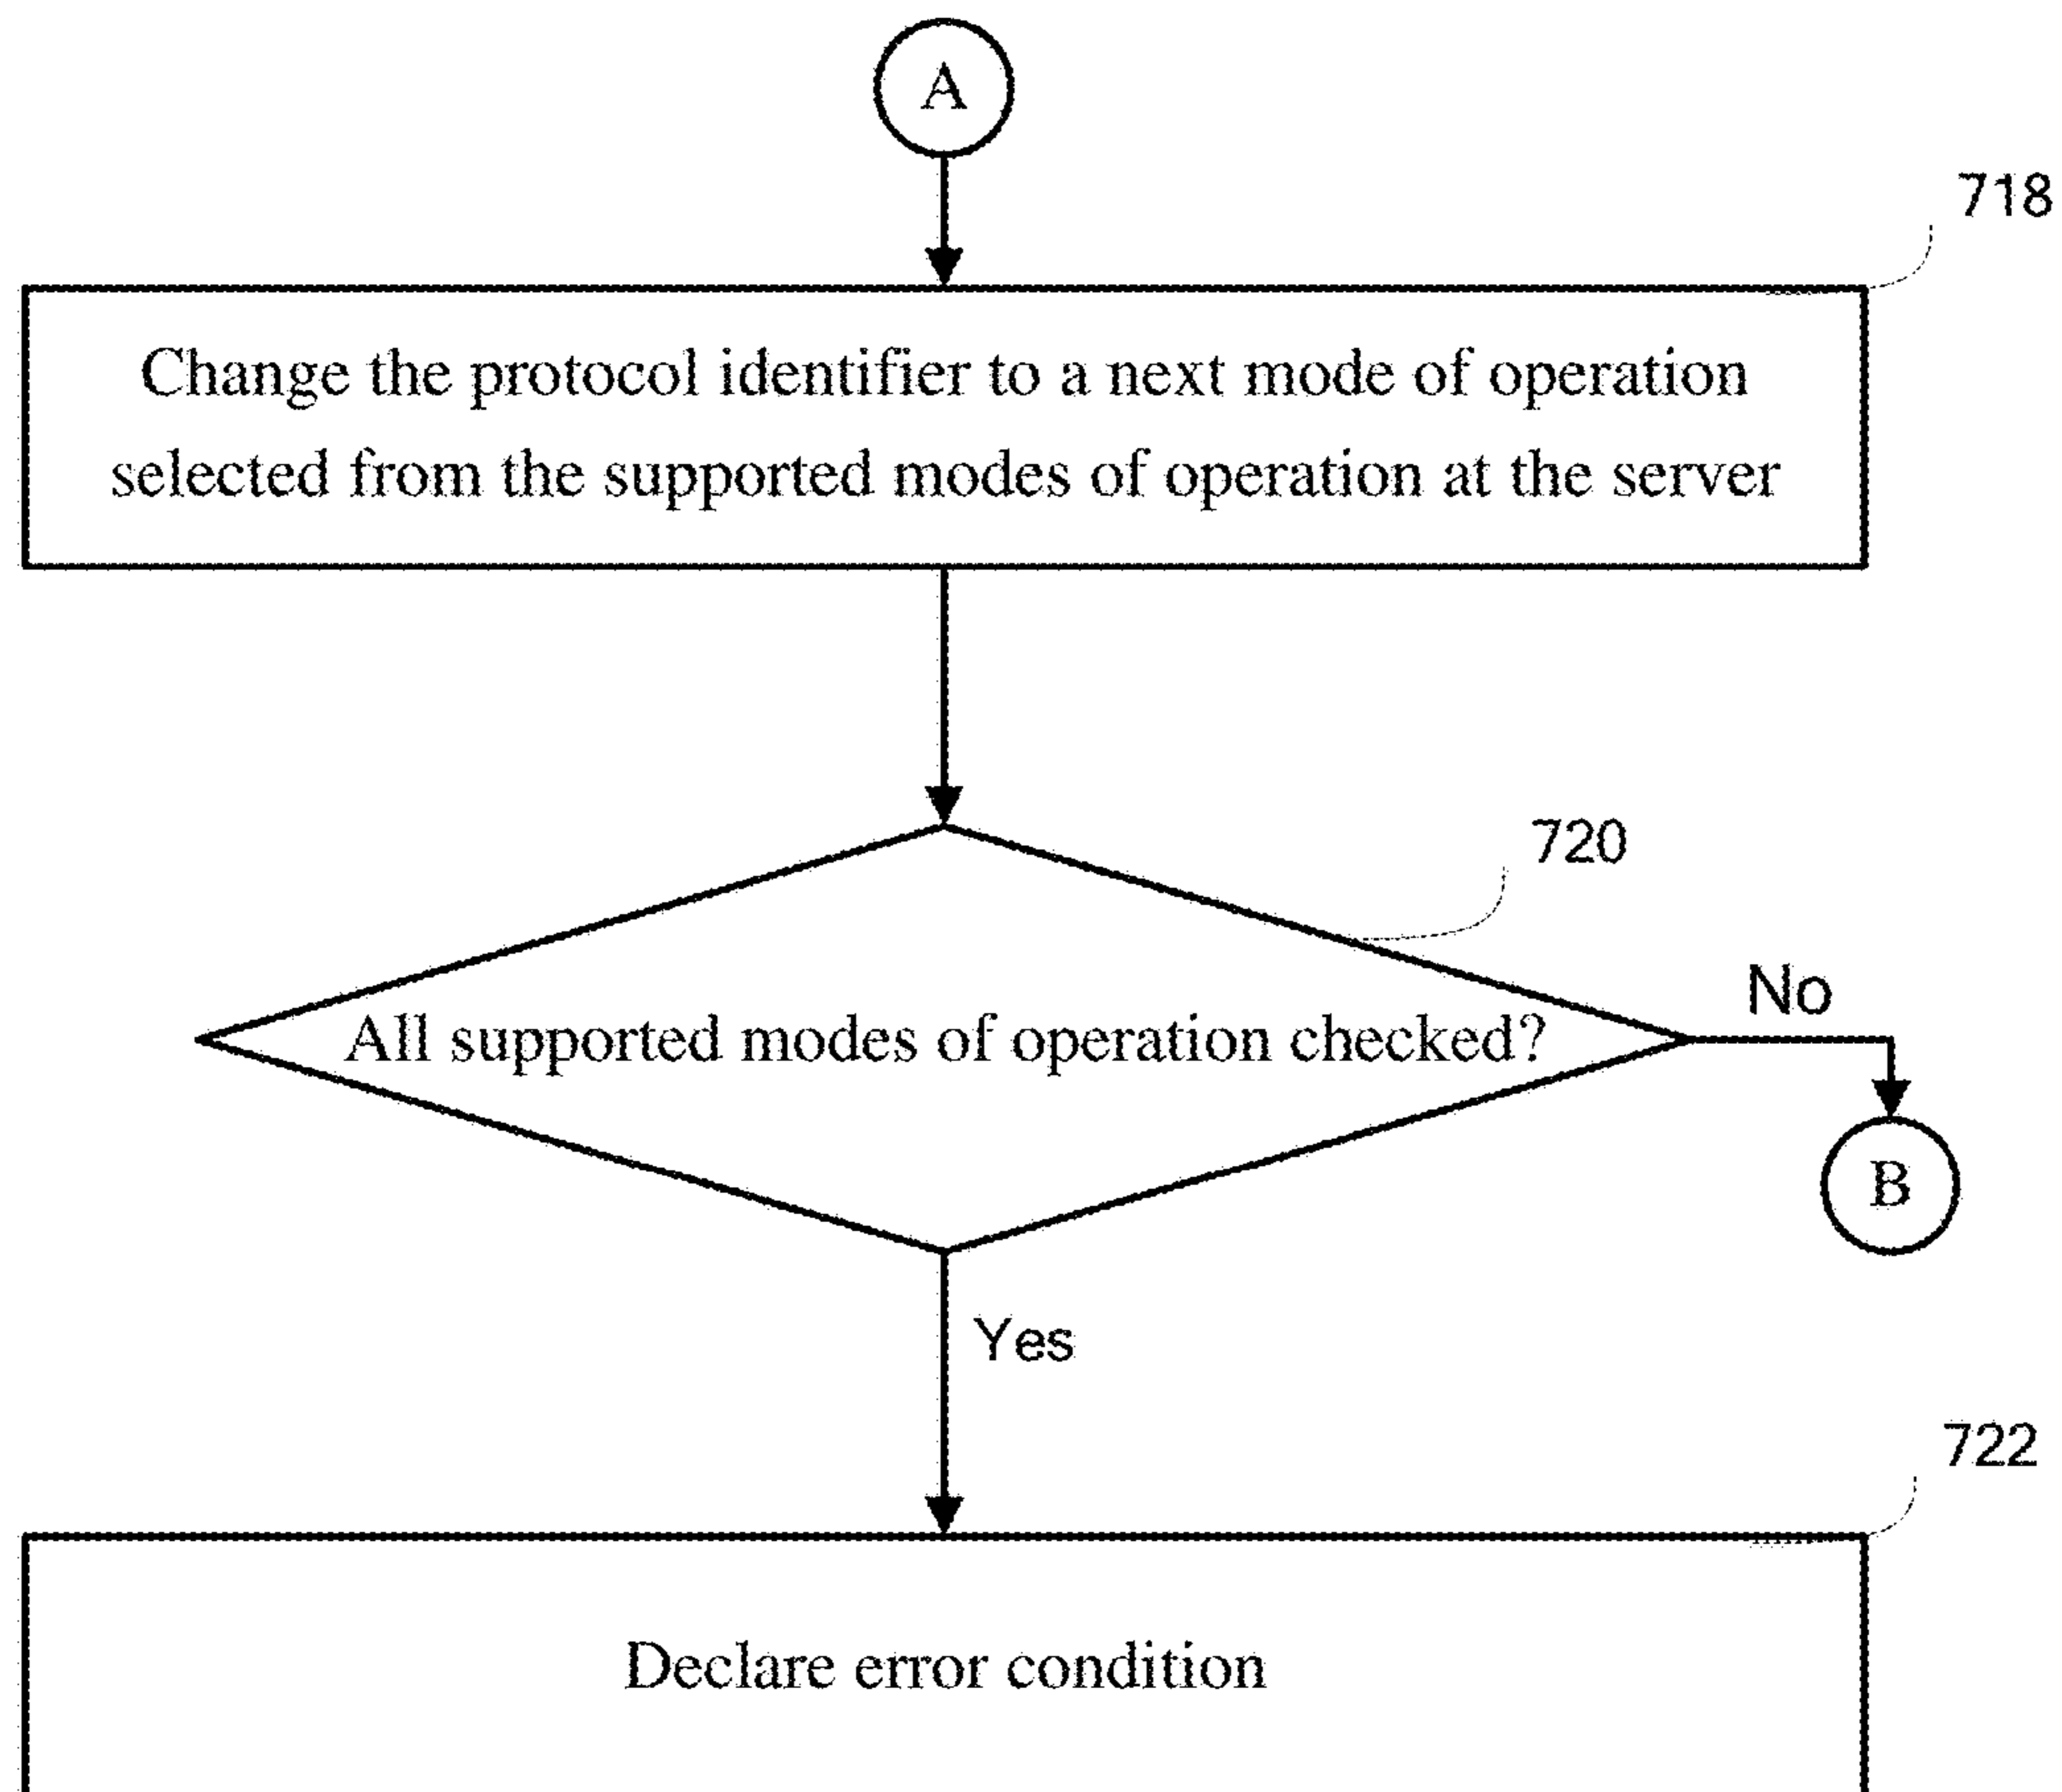 A
718
Change the protocol identifier to a next mode of operation
selected from the supported modes of operation at the server
720
All supported modes of operation checked?
No
B
Yes
722
Declare error condition